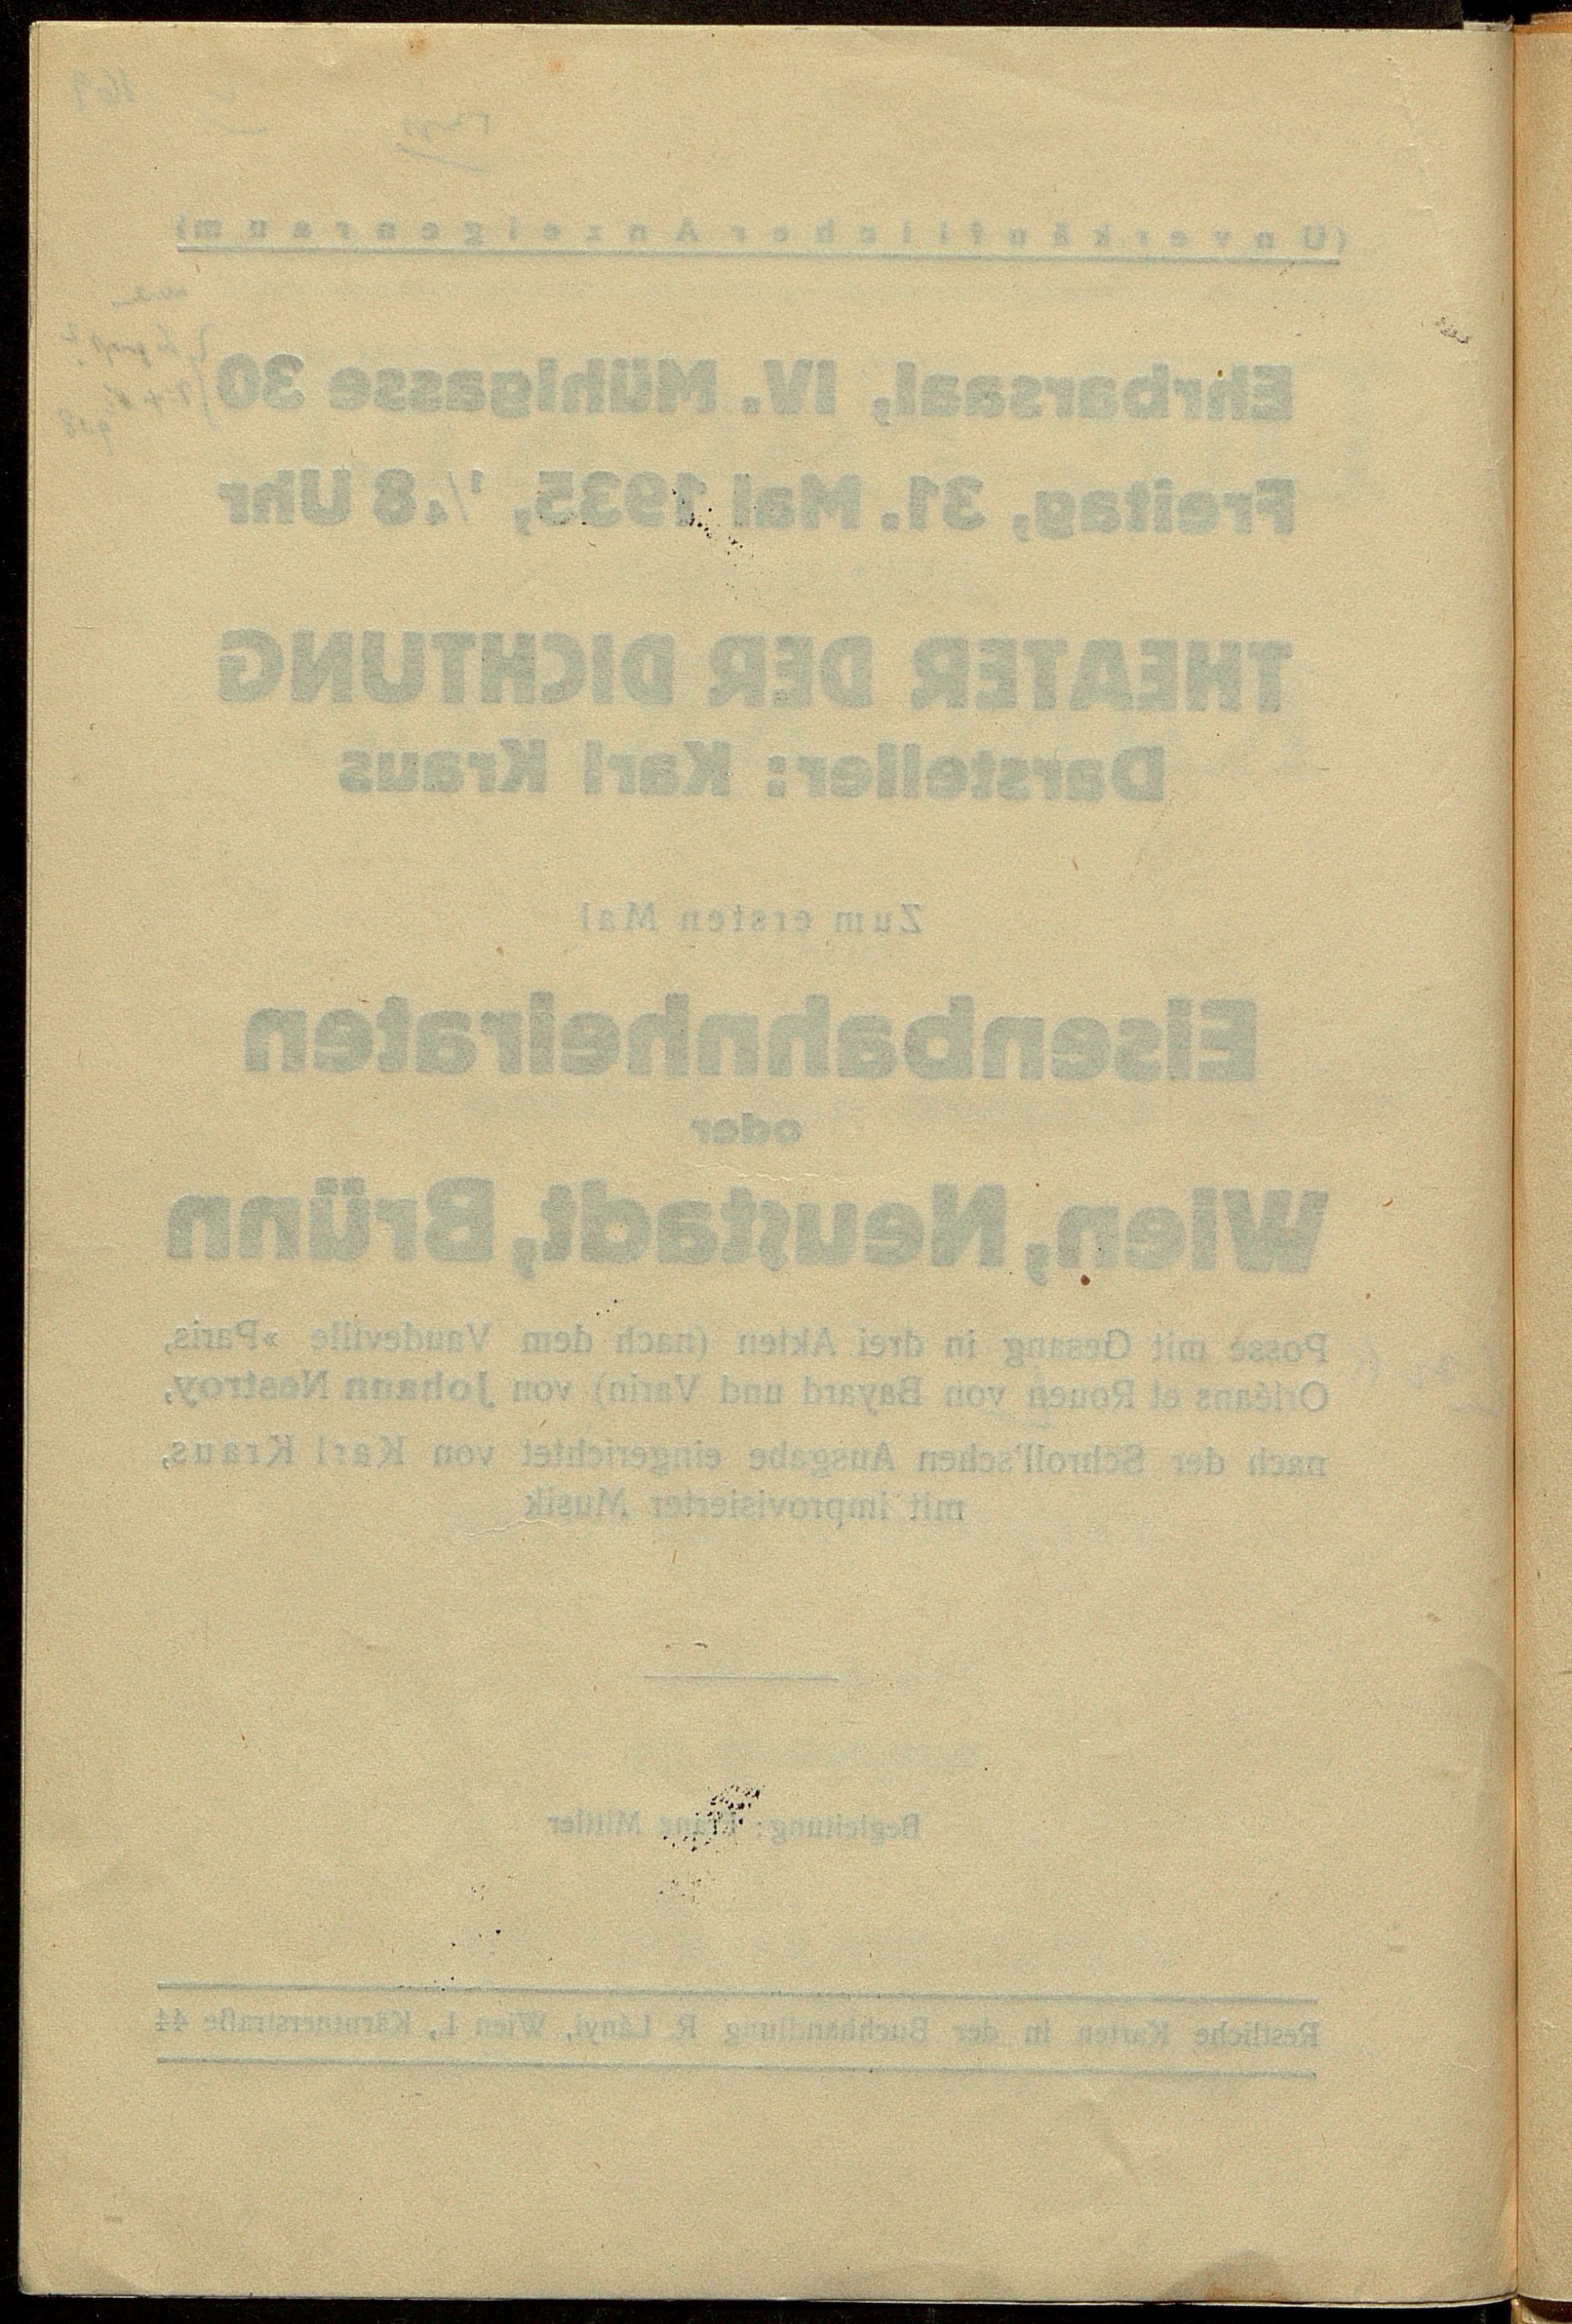 (Unverkäuflicher Anzeigenraum)
Ehrbarsaal, IV. Mühlgasse 30
Freitag, 31. Mai 1935, 1/48 Uhr
THEATER DER DICHTUNG
Darsteller: Karl Kraus
Zum ersten Mal
Eisenbahnheiraten
oder
Wien, Neustadt, Brünn
Posse mit Gesang in drei Akten (nach dem Vaudeville »Paris,
Orléans et Rouen von Bayard und Varin) von Johann Nestroy,
nach der Schroll'schen Ausgabe eingerichtet von Karl Kraus,
mit improvisierter Musik
Begleitung: Franz Mittler
Restliche Karten in der Buchhandlung R. Lányi, Wien I., Kärntnerstraße 44